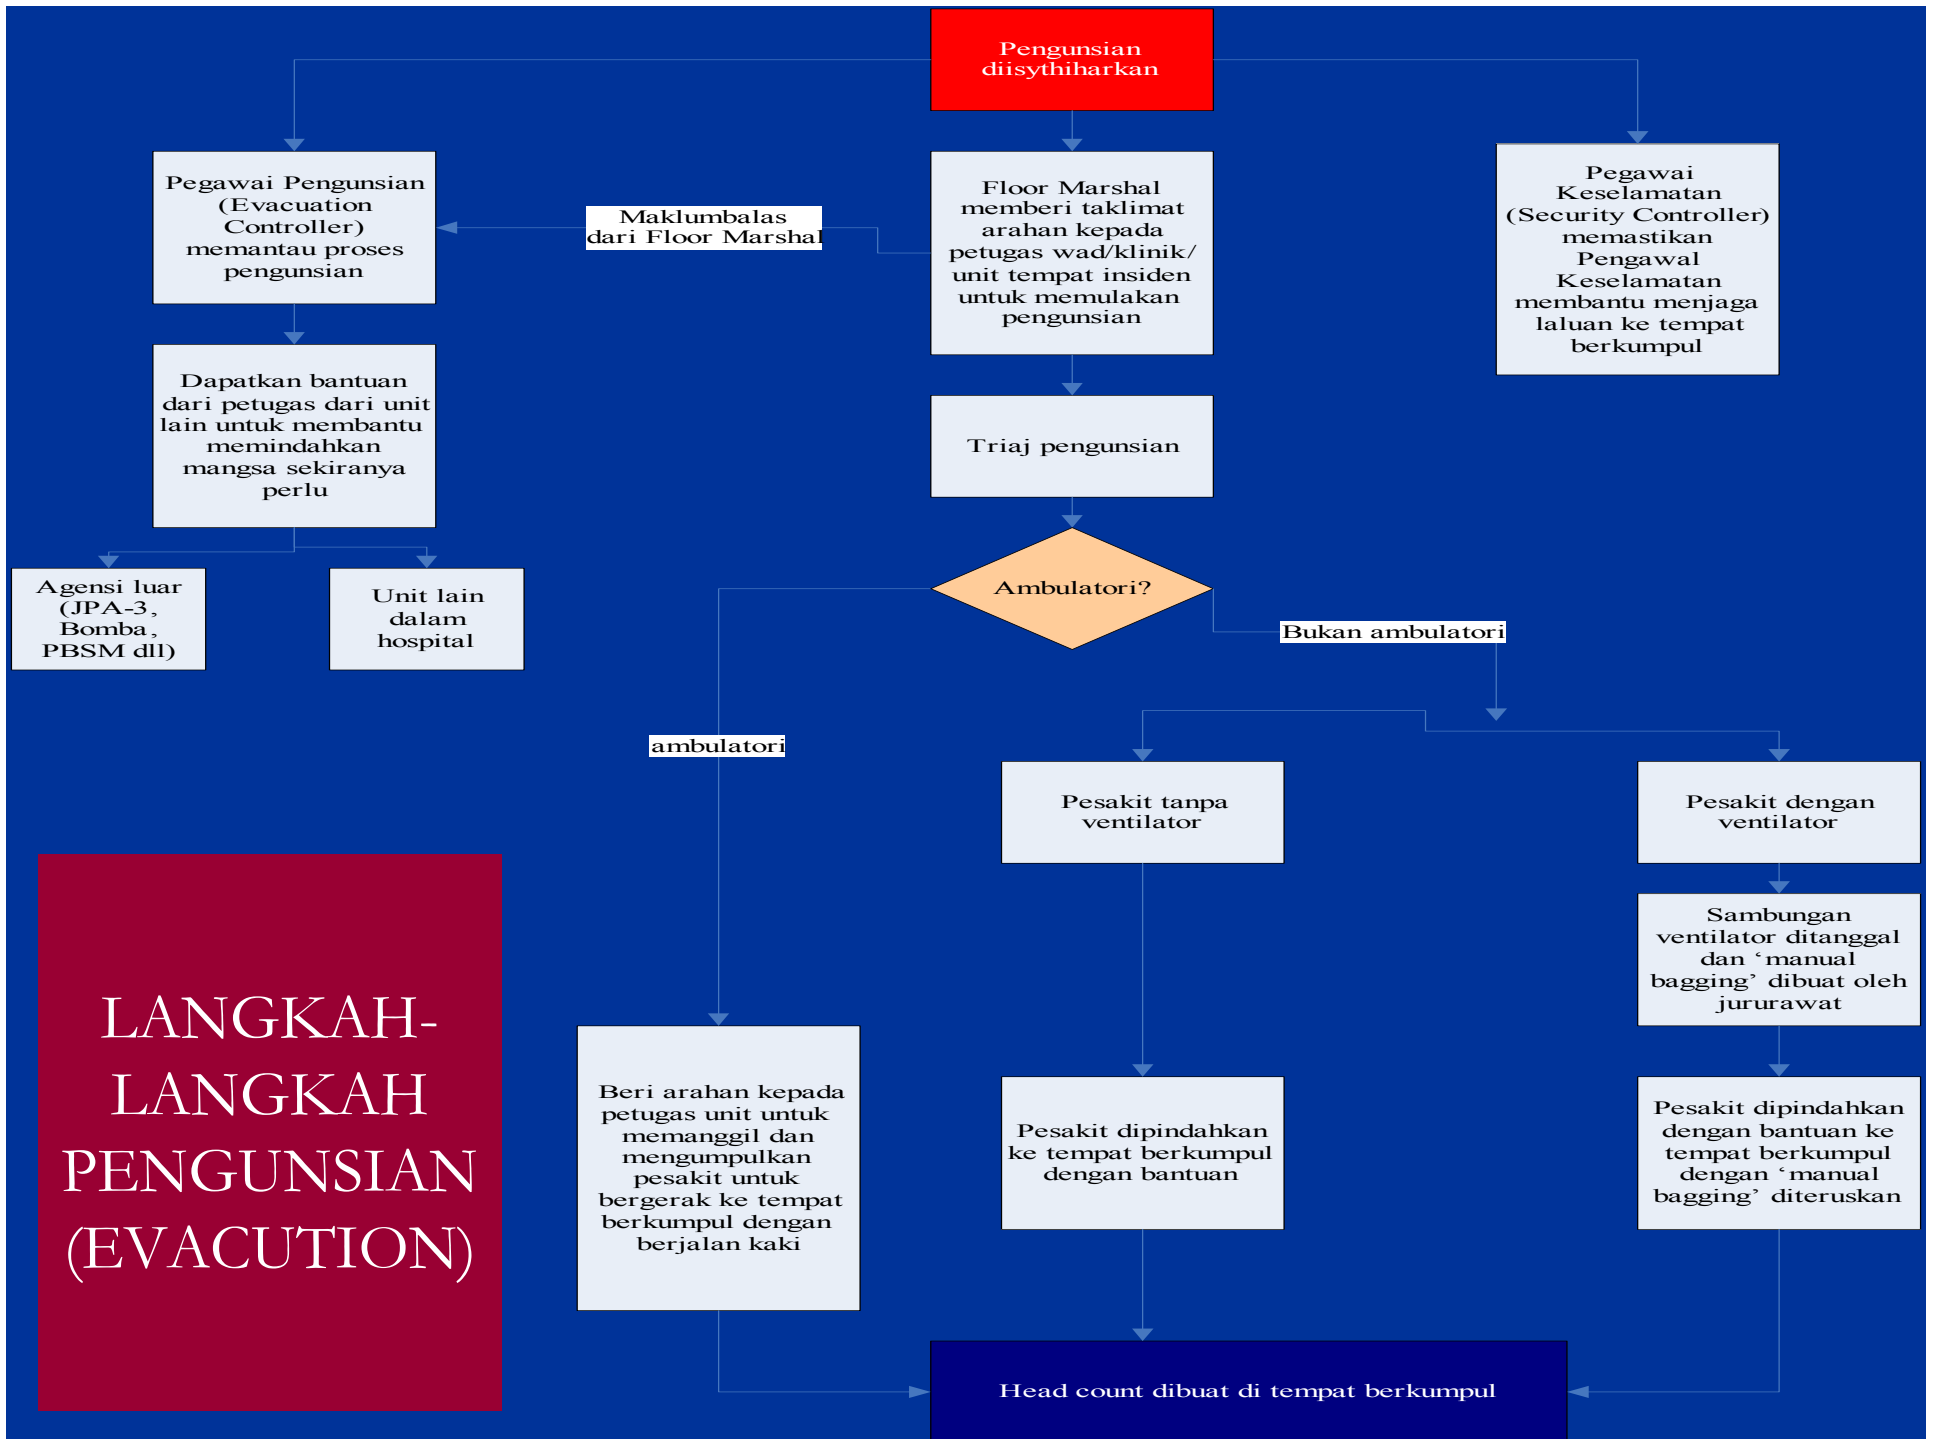 Pengunsian
diisythiharkan
Pegawai Pengunsian
(Evacuation
Controller)
memantau proses
pengunsian
Maklumbalas
dari Floor Marshal
Floor Marshal
memberi taklimat
arahan kepada
petugas wad/klinik/
unit tempat insiden
untuk memulakan
pengunsian
Pegawai
Keselamatan
(Security Controller)
memastikan
Pengawal
Keselamatan
membantu menjaga
laluan ke tempat
berkumpul
Dapatkan bantuan
dari petugas dari unit
lain untuk membantu
memindahkan
mangsa sekiranya
perlu
Triaj pengunsian
Agensi luar
(JPA-3,
Bomba,
PBSM dll)
Unit lain
dalam
hospital
Ambulatori?
Bukan ambulatori
ambulatori
Pesakit tanpa
ventilator
Pesakit dengan
ventilator
Sambungan
ventilator ditanggal
dan ‘manual
bagging’ dibuat oleh
jururawat
LANGKAH-
LANGKAH
PENGUNSIAN
(EVACUTION)
Beri arahan kepada
petugas unit untuk
memanggil dan
mengumpulkan
pesakit untuk
bergerak ke tempat
berkumpul dengan
berjalan kaki
Pesakit dipindahkan
ke tempat berkumpul
dengan bantuan
Pesakit dipindahkan
dengan bantuan ke
tempat berkumpul
dengan ‘manual
bagging’ diteruskan
Head count dibuat di tempat berkumpul